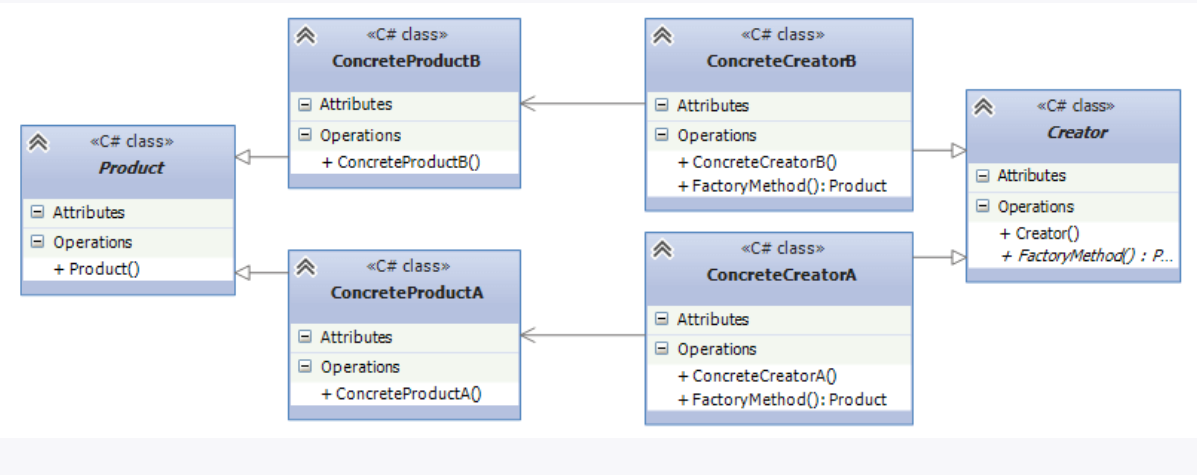 «C# class»
Product
Attributes
Operations
+ Product()
«C# class»
ConcreteProductB
Attributes
Operations
+ ConcreteProductB()
«C# class»
ConcreteProductA
Attributes
Operations
+ ConcreteProductA()
«C# class»
ConcreteCreatorB
Attributes
Operations
+ ConcreteCreatorB()
+ FactoryMethod(): Product
«C# class»
ConcreteCreatorA
Attributes
Operations
+ ConcreteCreatorA()
+ FactoryMethod(): Product
«C# class»
Creator
Attributes
Operations
+ Creator()
+ FactoryMethod() : P...